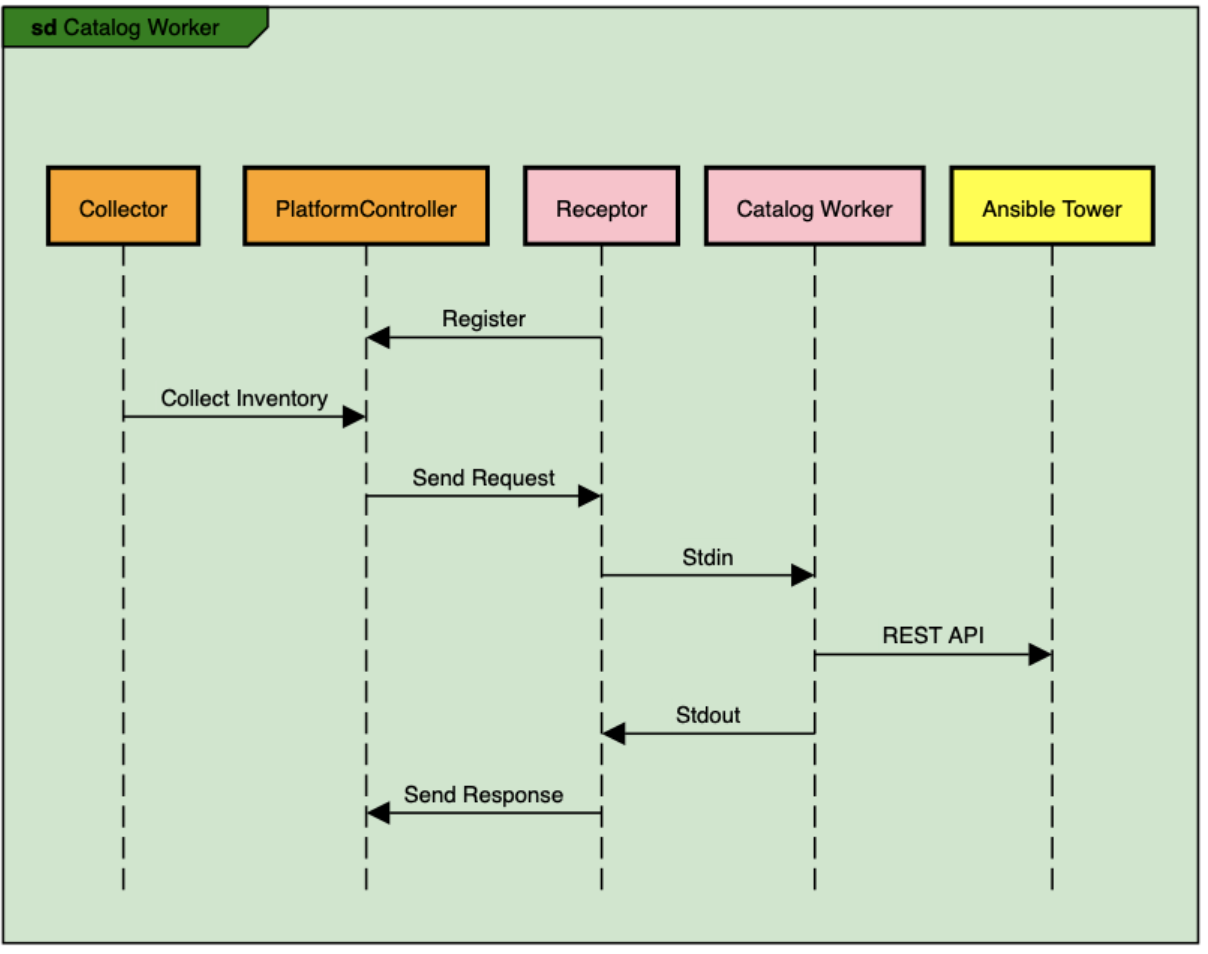 sd Catalog Worker
Collector
PlatformController
Receptor
Catalog Worker
Ansible Tower
Register
Collect Inventory
Send Request
Stdin
REST API
Stdout
Send Response